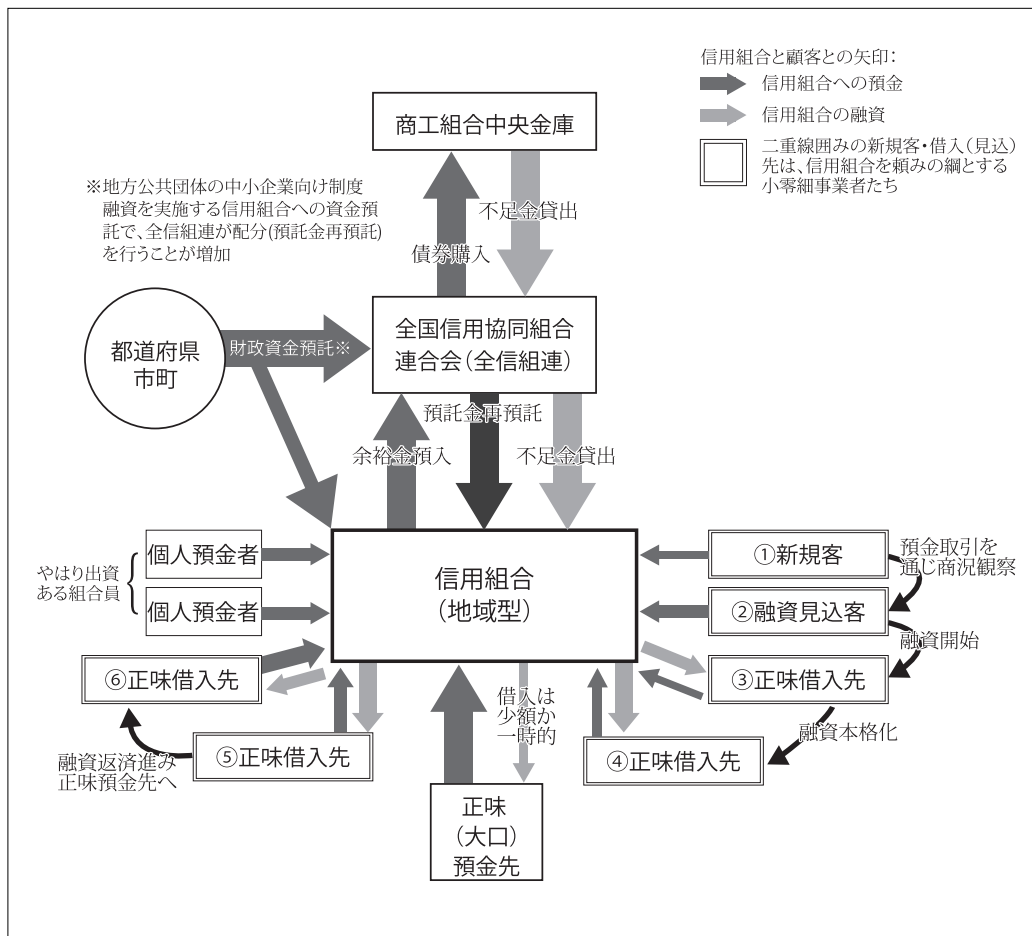 信用組合と顧客との矢印：
信用組合への預金
信用組合の融資
二重線囲みの新規客・借入（見込）
先は、信用組合を頼みの綱とする
小零細事業者たち
商工組合中央金庫
※地方公共団体の中小企業向け制度
融資を実施する信用組合への資金預
託で、全信組連が配分(預託金再預託)
を行うことが増加
不足金貸出
債券購入
都道府県
市町
財政資金預託※
全国信用協同組合
連合会（全信組連）
預託金再預託
余裕金預入
不足金貸出
個人預金者
やはり出資
ある組合員
個人預金者
信用組合
（地域型）
①新規客
預金取引を
通じ商況観察
②融資見込客
融資開始
③正味借入先
融資本格化
④正味借入先
⑥正味借入先
⑤正味借入先
融資返済進み
正味預金先へ
借入は
少額か
一時的
正味
（大口）
預金先